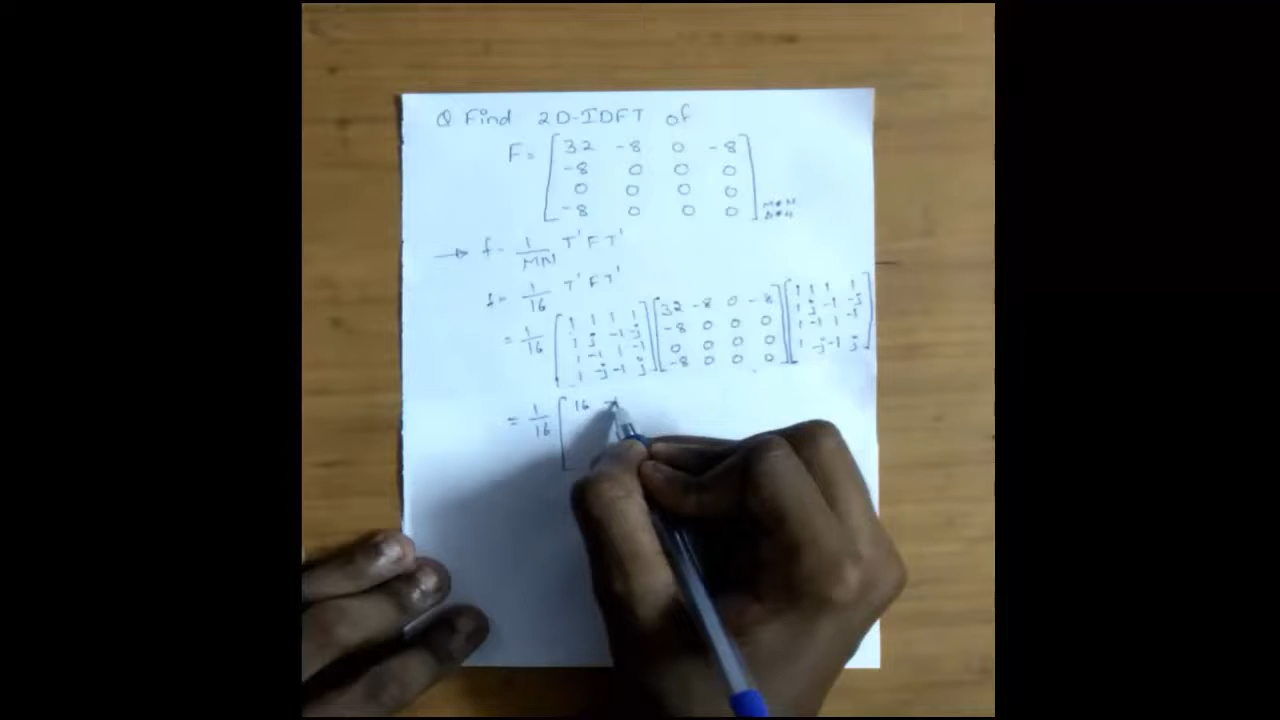 Q Find 2D-IDFT of
F = [ 32 -8 0 -8
-8 0 0 0
0 0 0 0
-8 0 0 0 ]
→ f = 1/MN T' F T'
f = 1/16 T' F T'
= 1/16 [ 1 1 1 1 ] [ 32 -8 0 -8 ] [ 1 1 1 1 ]
1 j -1 -j -8 0 0 0 1 j -1 -j
1 -1 1 -1 0 0 0 0 1 -1 1 -1
1 -j -1 j -8 0 0 0 1 -j -1 j
= 1/16 [ 16